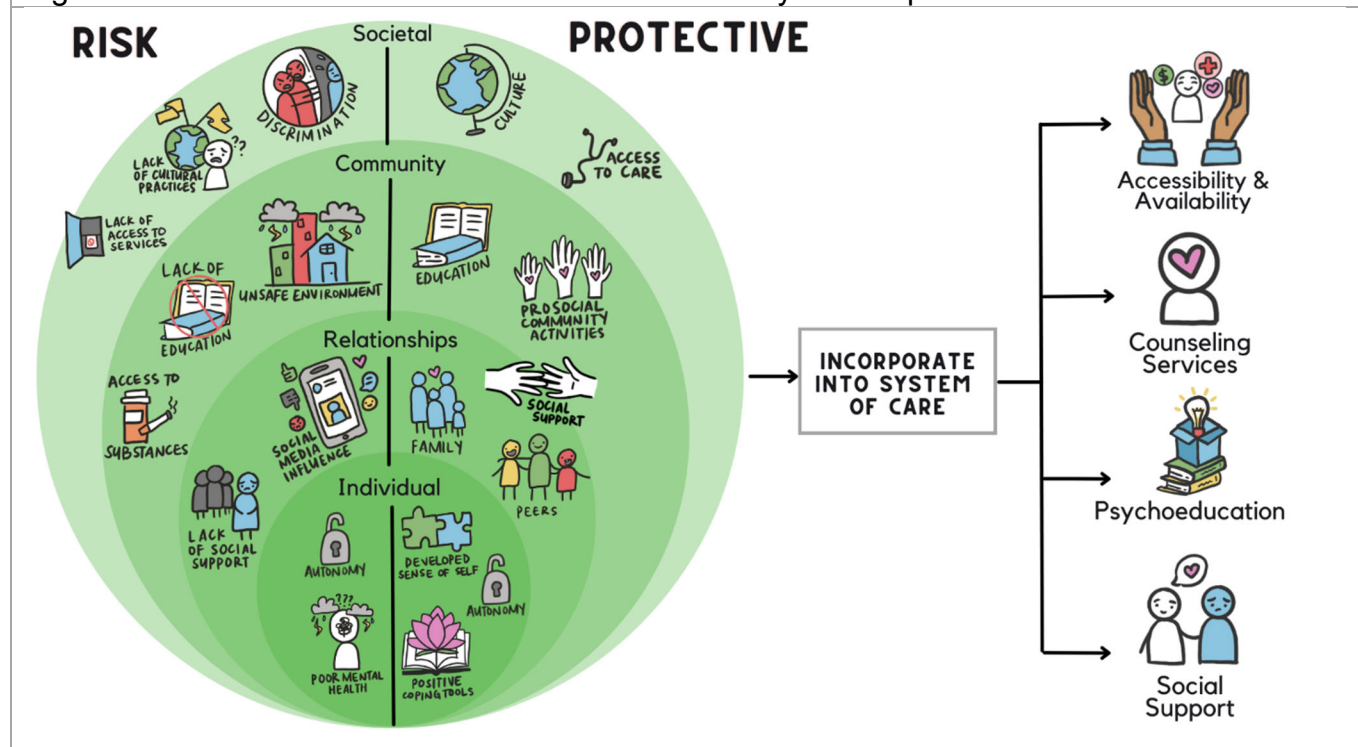 RISK
PROTECTIVE
Societal
DISCRIMINATION
CULTURE
LACK
OF CULTURAL
PRACTICES
??
ACCESS
TO CARE
LACK OF
ACCESS TO
SERVICES
Community
LACK OF
EDUCATION
UNSAFE ENVIRONMENT
EDUCATION
PROSOCIAL
COMMUNITY
ACTIVITIES
ACCESS TO
SUBSTANCES
Relationships
SOCIAL
MEDIA
INFLUENCE
FAMILY
SOCIAL
SUPPORT
PEERS
LACK
OF SOCIAL
SUPPORT
Individual
AUTONOMY
DEVELOPED
SENSE OF SELF
AUTONOMY
???
POOR MENTAL
HEALTH
POSITIVE
COPING TOOLS
INCORPORATE
INTO SYSTEM
OF CARE
$
Accessibility &
Availability
Counseling
Services
Psychoeducation
Social
Support